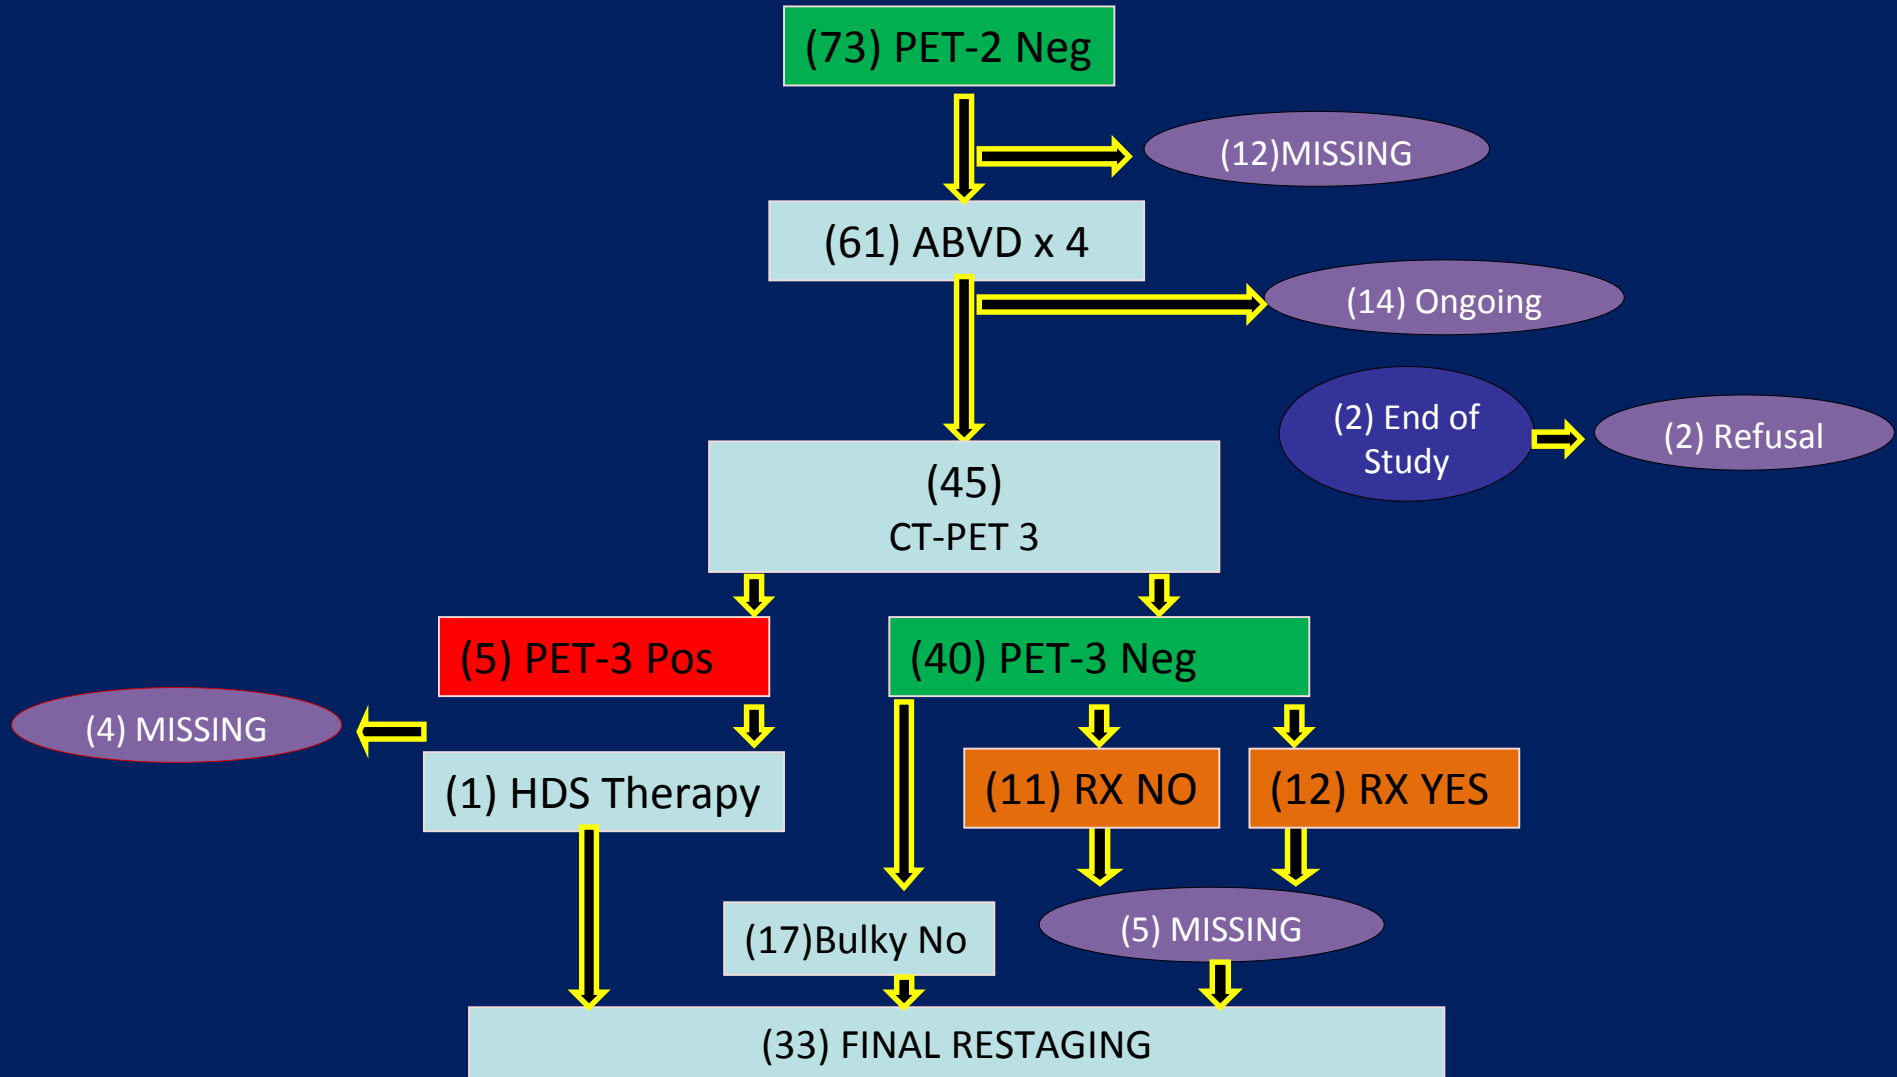 (73) PET-2 Neg
(12)MISSING
(61) ABVD x 4
(14) Ongoing
(2) End of
Study
(2) Refusal
(45)
CT-PET 3
(5) PET-3 Pos
(40) PET-3 Neg
(4) MISSING
(1) HDS Therapy
(11) RX NO
(12) RX YES
(17)Bulky No
(5) MISSING
(33) FINAL RESTAGING